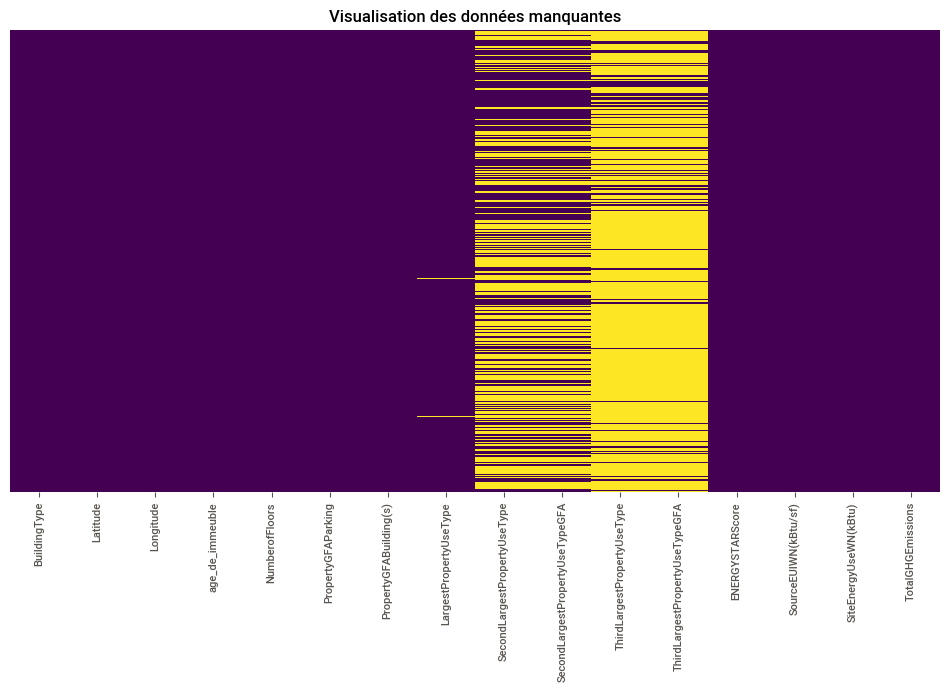 Visualisation des données manquantes
BuildingType
Latitude
Longitude
age_de_immeuble
NumberofFloors
PropertyGFAParking
PropertyGFABuilding(s)
LargestPropertyUseType
SecondLargestPropertyUseType
SecondLargestPropertyUseTypeGFA
ThirdLargestPropertyUseType
ThirdLargestPropertyUseTypeGFA
ENERGYSTARScore
SourceEUIWN(kBtu/sf)
SiteEnergyUseWN(kBtu)
TotalGHGEmissions